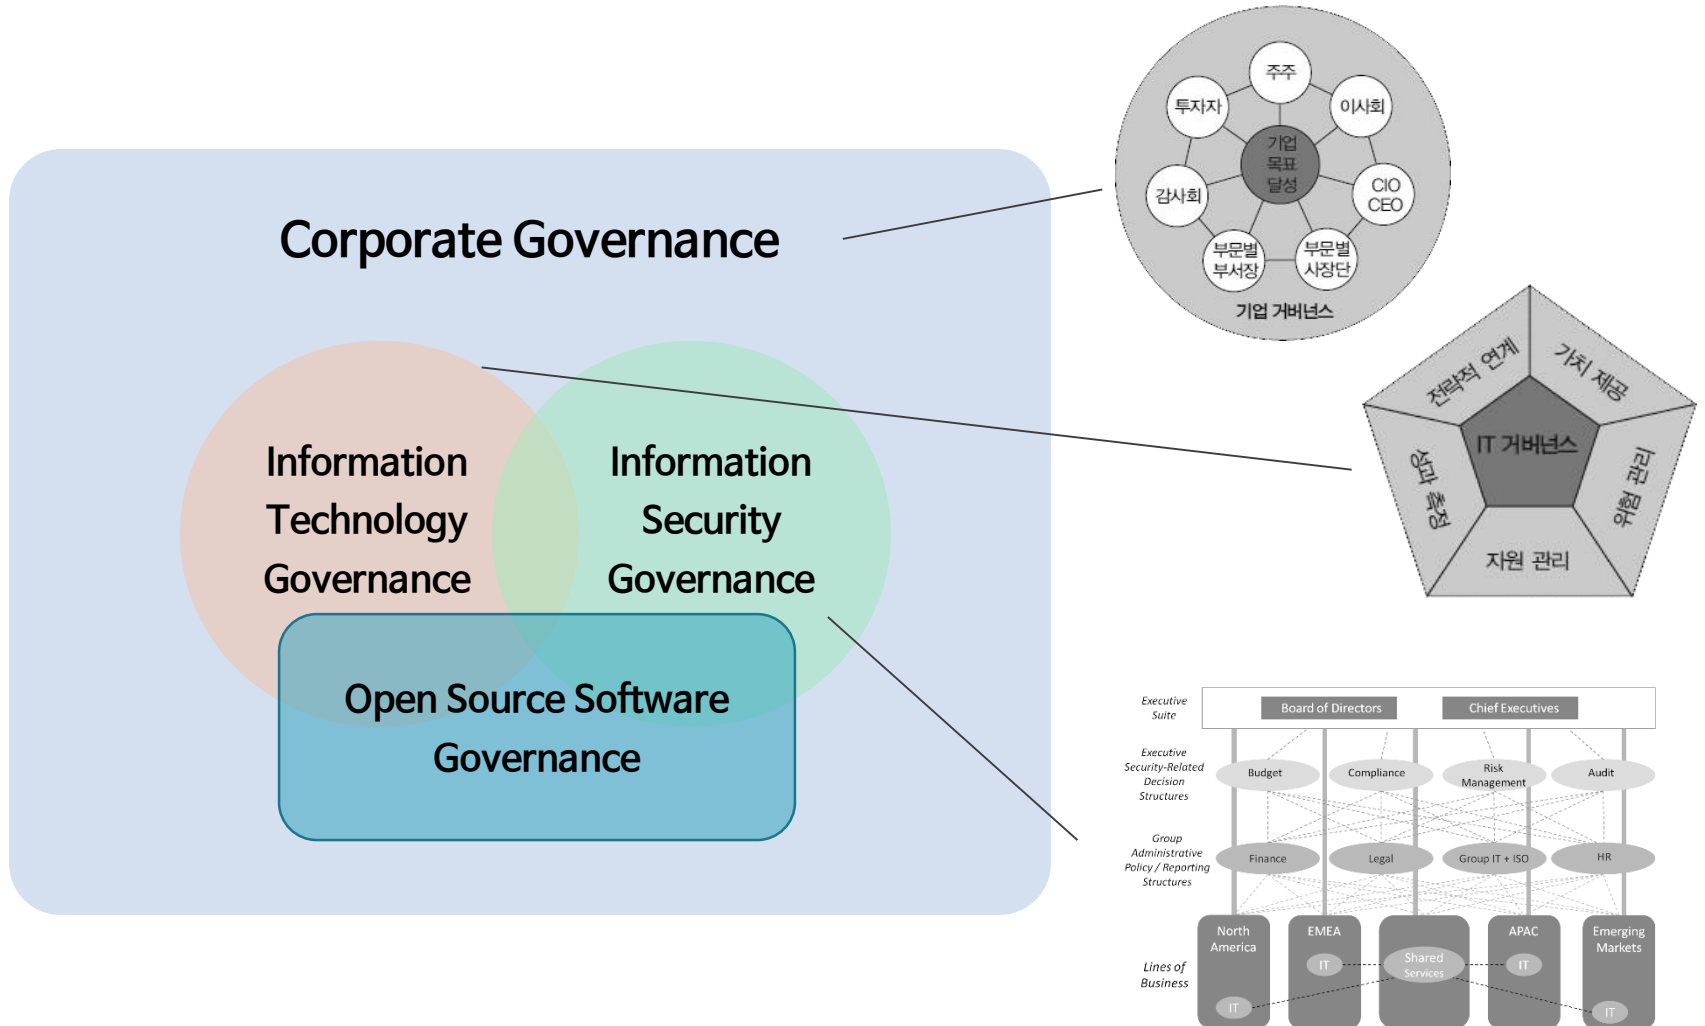 Corporate Governance
Information
Technology
Governance
Information
Security
Governance
Open Source Software
Governance
주주
투자자
이사회
기업
목표
달성
감사회
CIO
CEO
부문별
부서장
부문별
사장단
기업 거버넌스
전략적 연계
가치 제공
IT 거버넌스
성과 측정
위험 관리
자원 관리
Executive
Suite
Board of Directors
Chief Executives
Executive
Security-Related
Decision
Structures
Budget
Compliance
Risk
Management
Audit
Group
Administrative
Policy / Reporting
Structures
Finance
Legal
Group IT + ISO
HR
Lines of
Business
North
America
IT
EMEA
IT
Shared
Services
APAC
IT
Emerging
Markets
IT